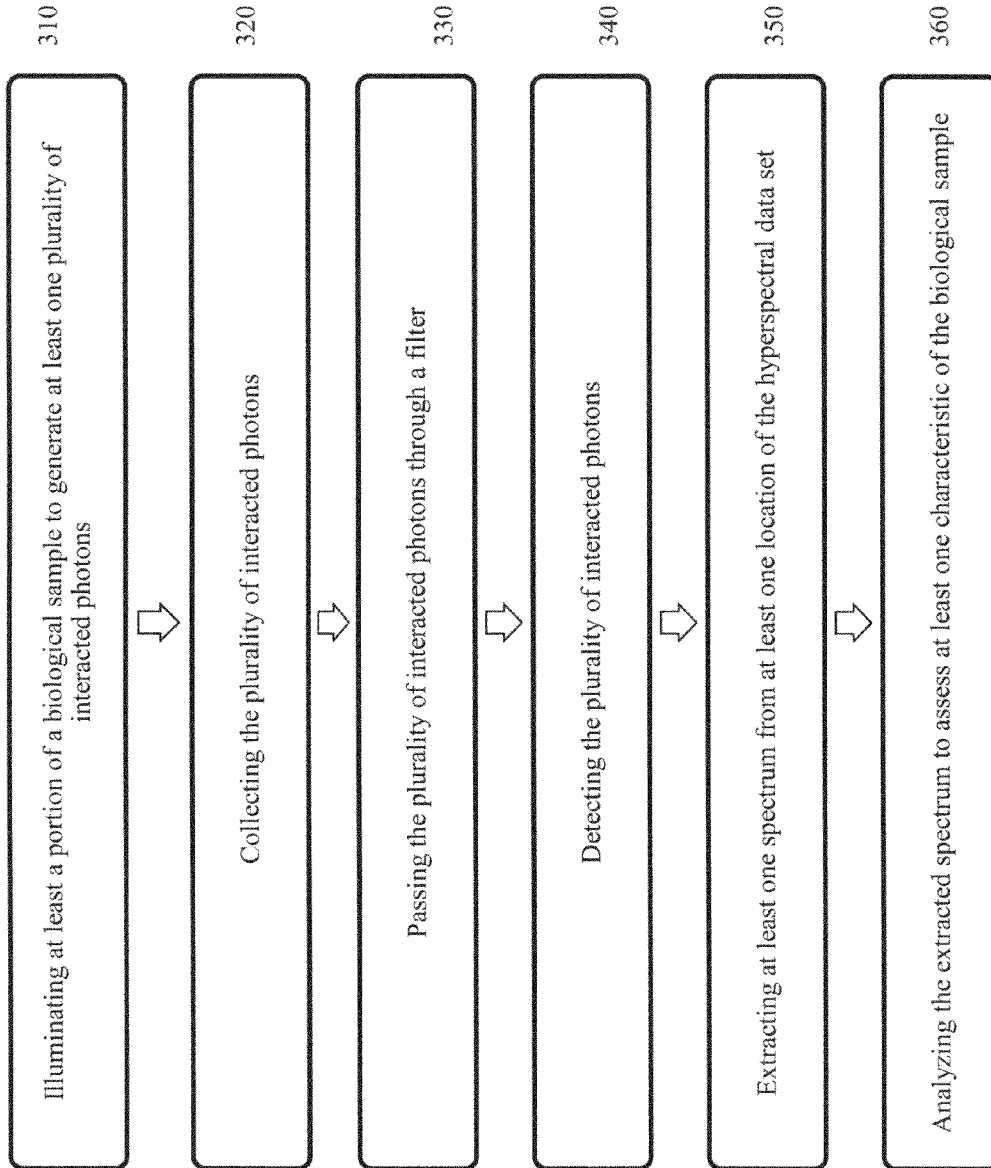 Illuminating at least a portion of a biological sample to generate at least one plurality of
interacted photons
310
Collecting the plurality of interacted photons
320
Passing the plurality of interacted photons through a filter
330
Detecting the plurality of interacted photons
340
Extracting at least one spectrum from at least one location of the hyperspectral data set
350
Analyzing the extracted spectrum to assess at least one characteristic of the biological sample
360